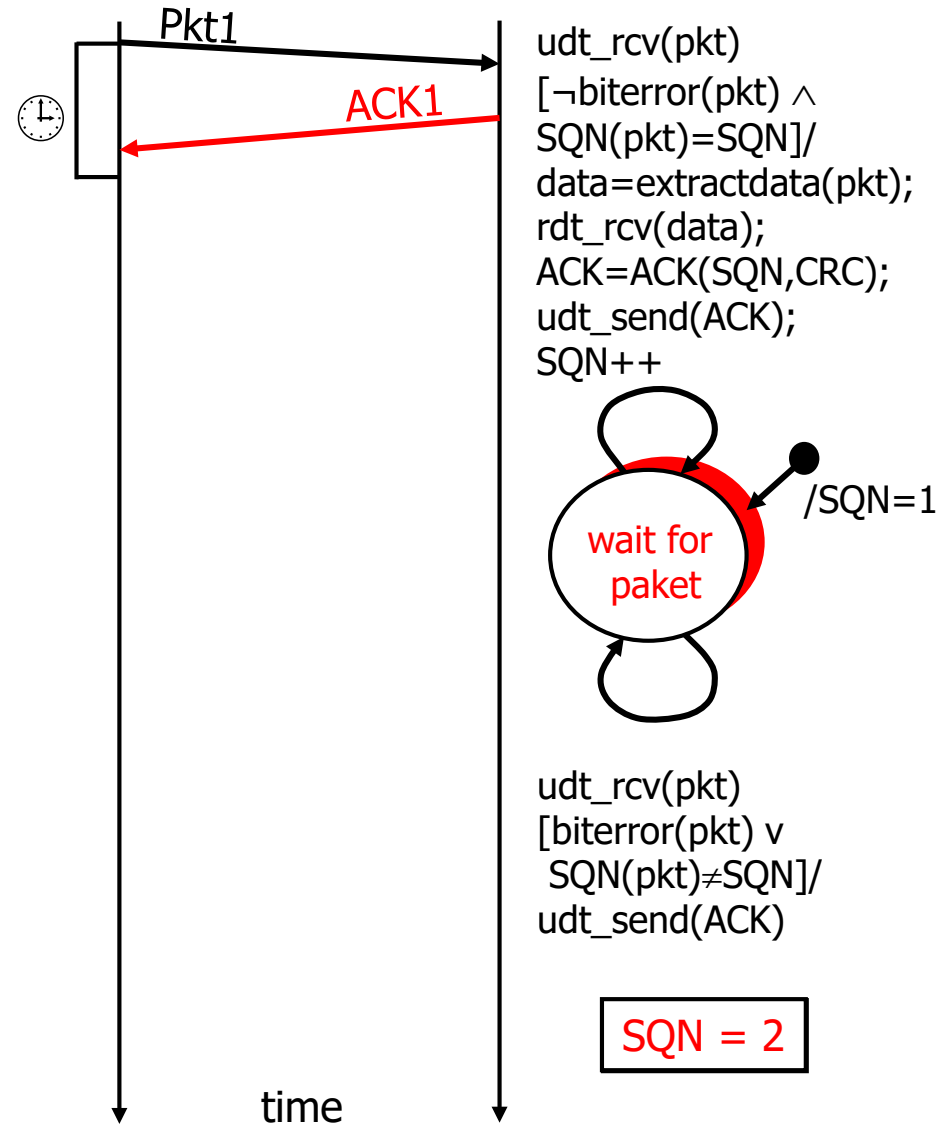 Pkt1
ACK1
udt_rcv(pkt)
[¬biterror(pkt) ∧
SQN(pkt)=SQN]/
data=extractdata(pkt);
rdt_rcv(data);
ACK=ACK(SQN,CRC);
udt_send(ACK);
SQN++
/SQN=1
wait for
paket
udt_rcv(pkt)
[biterror(pkt) v
SQN(pkt)≠SQN]/
udt_send(ACK)
SQN = 2
time